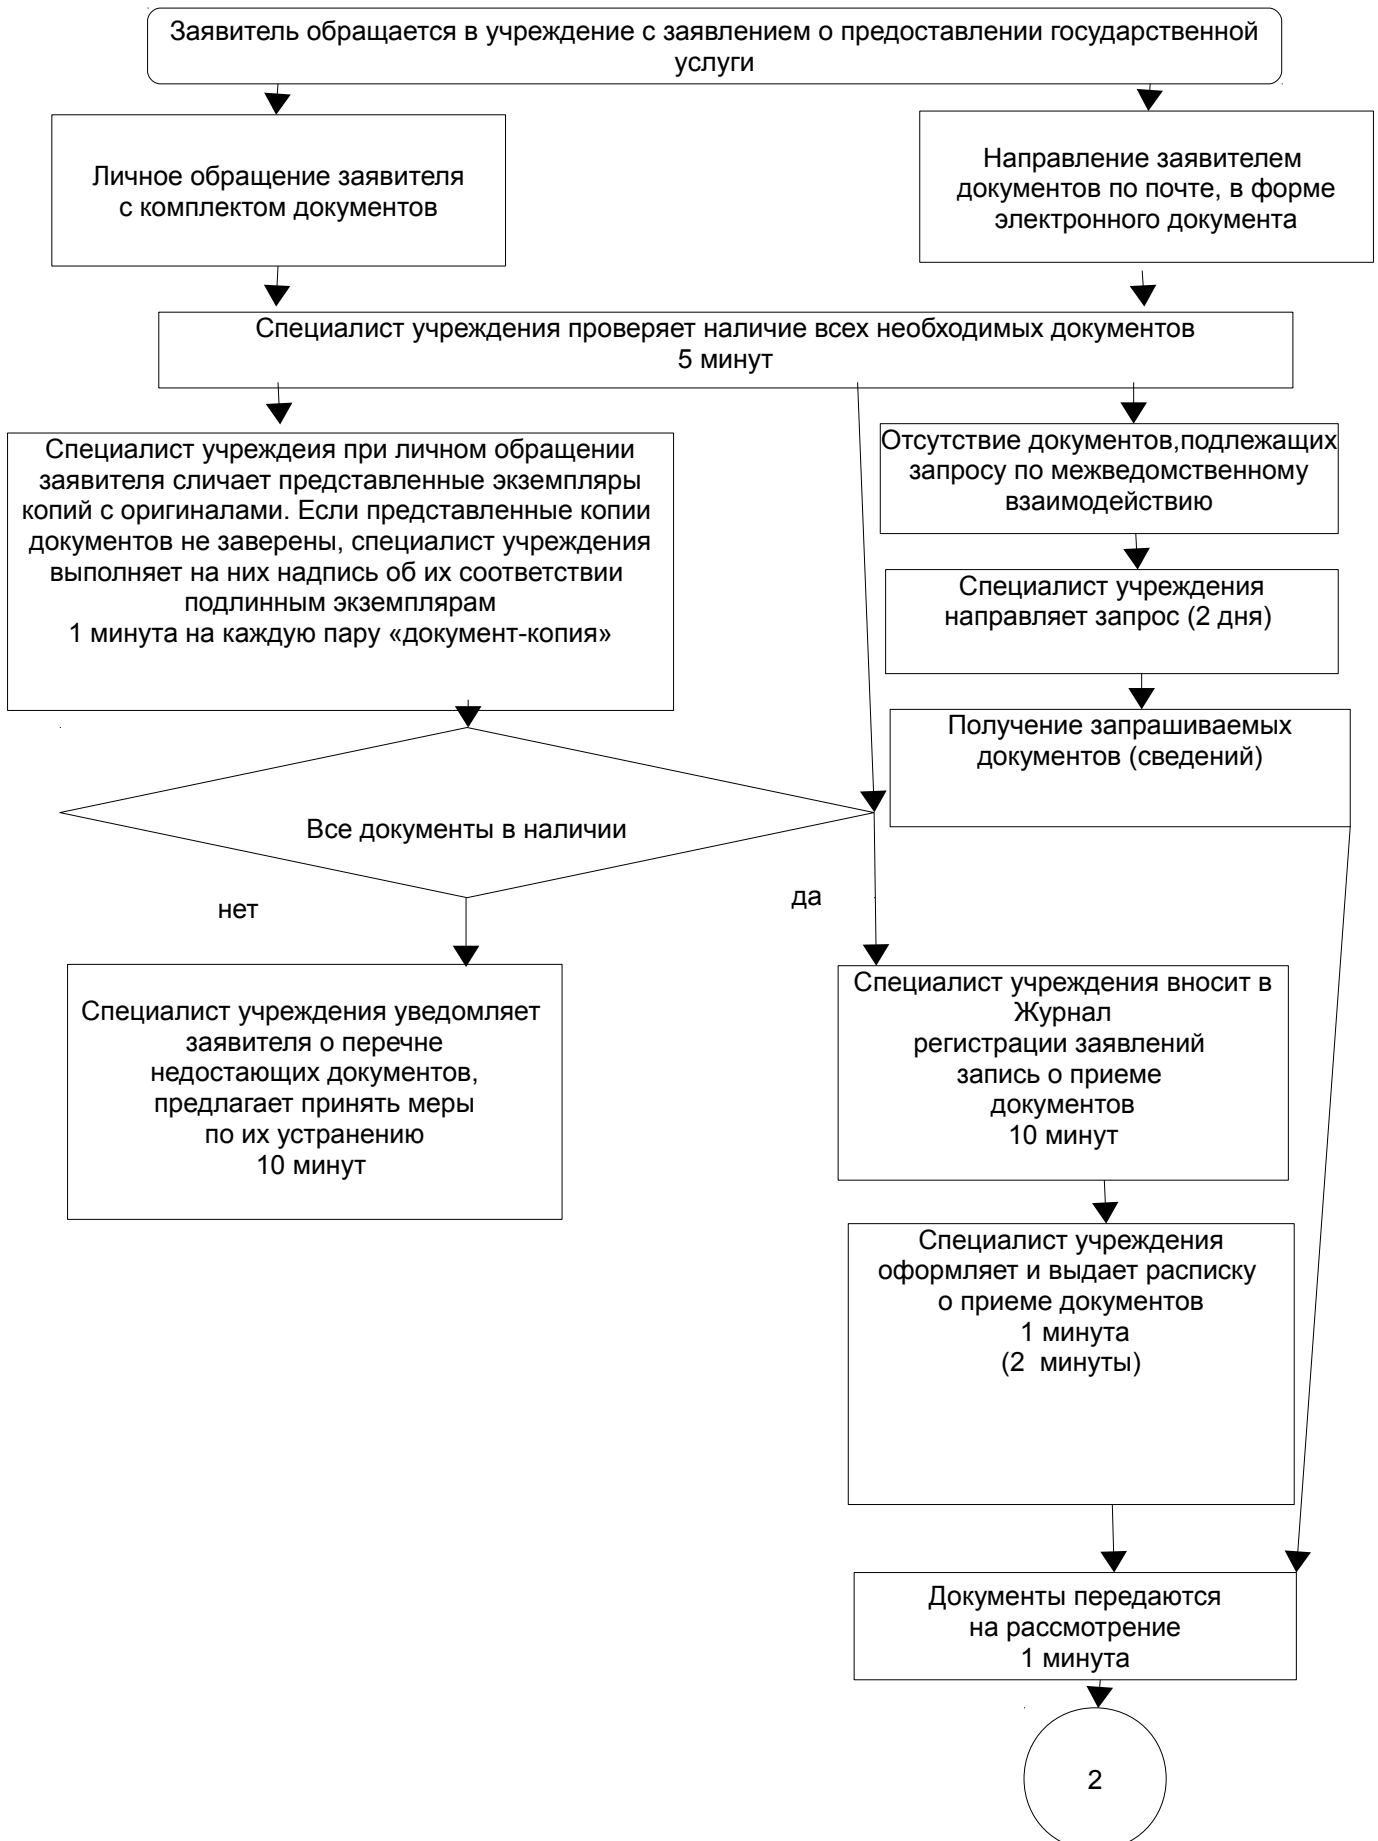 Заявитель обращается в учреждение с заявлением о предоставлении государственной
услуги
Личное обращение заявителя
с комплектом документов
Направление заявителем
документов по почте, в форме
электронного документа
Специалист учреждения проверяет наличие всех необходимых документов
5 минут
Специалист учреждеия при личном обращении
заявителя сличает представленные экземпляры
копий с оригиналами. Если представленные копии
документов не заверены, специалист учреждения
выполняет на них надпись об их соответствии
подлинным экземплярам
1 минута на каждую пару «документ-копия»
Отсутствие документов,подлежащих
запросу по межведомственному
взаимодействию
Специалист учреждения
направляет запрос (2 дня)
Получение запрашиваемых
документов (сведений)
Все документы в наличии
нет
да
Специалист учреждения уведомляет
заявителя о перечне
недостающих документов,
предлагает принять меры
по их устранению
10 минут
Специалист учреждения вносит в
Журнал
регистрации заявлений
запись о приеме
документов
10 минут
Специалист учреждения
оформляет и выдает расписку
о приеме документов
1 минута
(2 минуты)
Документы передаются
на рассмотрение
1 минута
2